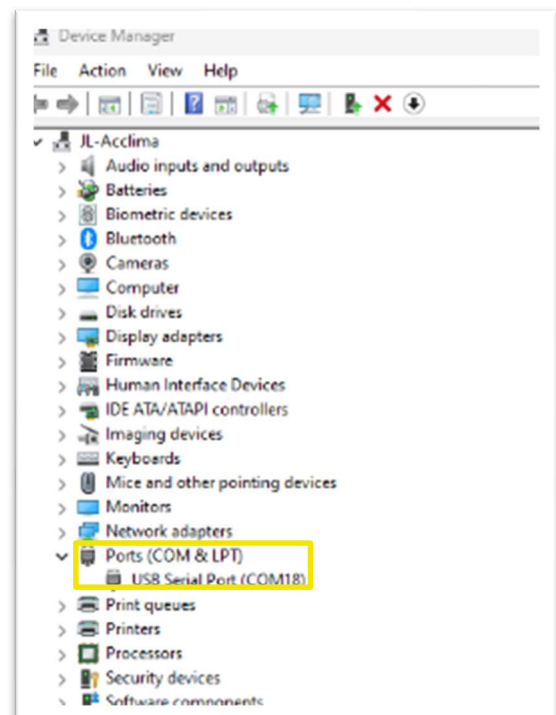 Device Manager
File Action View Help
JL-Acclima
Audio inputs and outputs
Batteries
Biometric devices
Bluetooth
Cameras
Computer
Disk drives
Display adapters
Firmware
Human Interface Devices
IDE ATA/ATAPI controllers
Imaging devices
Keyboards
Mice and other pointing devices
Monitors
Network adapters
Ports (COM & LPT)
USB Serial Port (COM18)
Print queues
Printers
Processors
Security devices
Software components